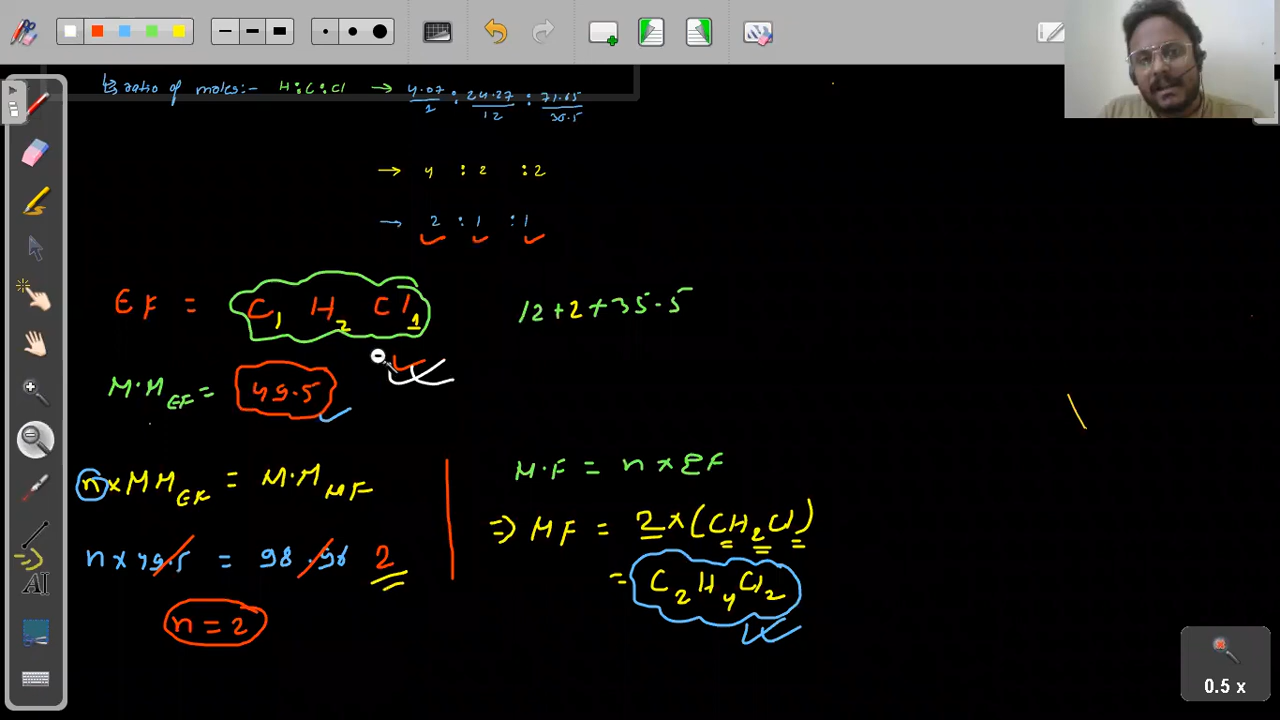 ↳ ratio of moles:- H:C:Cl → 4.07/1 : 24.27/12 : 71.65/35.5
→ 4 : 2 : 2
→ 2 : 1 : 1
EF = C1 H2 Cl1
12+2+35.5
M.M EF = 49.5
n×MM EF = M.M MF
n×49.5 = 98.96 2
n=2
M.F = n×EF
=> MF = 2×(CH2Cl)
= C2H4Cl2
=>
AI
0.5 x